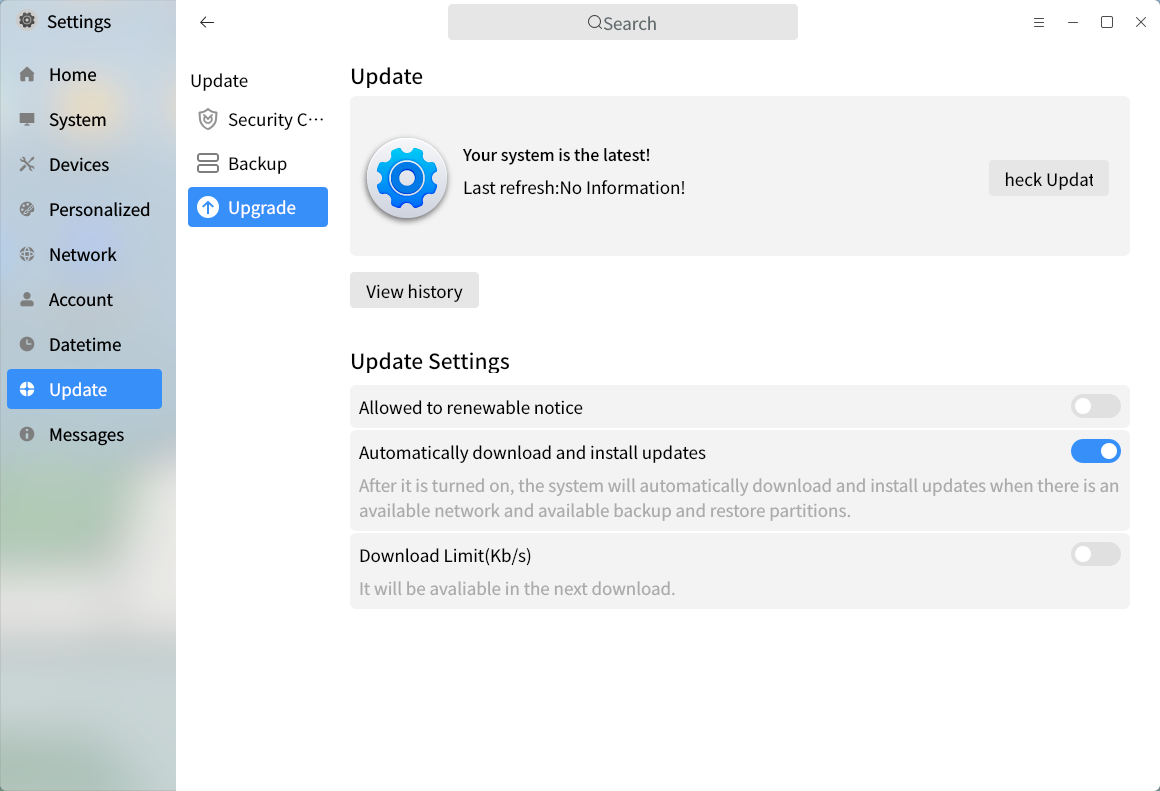 Settings
Search
Home
System
Devices
Personalized
Network
Account
Datetime
Update
Messages
Update
Security C···
Backup
Upgrade
Update
Your system is the latest!
Last refresh:No Information!
heck Updat
View history
Update Settings
Allowed to renewable notice
Automatically download and install updates
After it is turned on, the system will automatically download and install updates when there is an
available network and available backup and restore partitions.
Download Limit(Kb/s)
It will be avaliable in the next download.